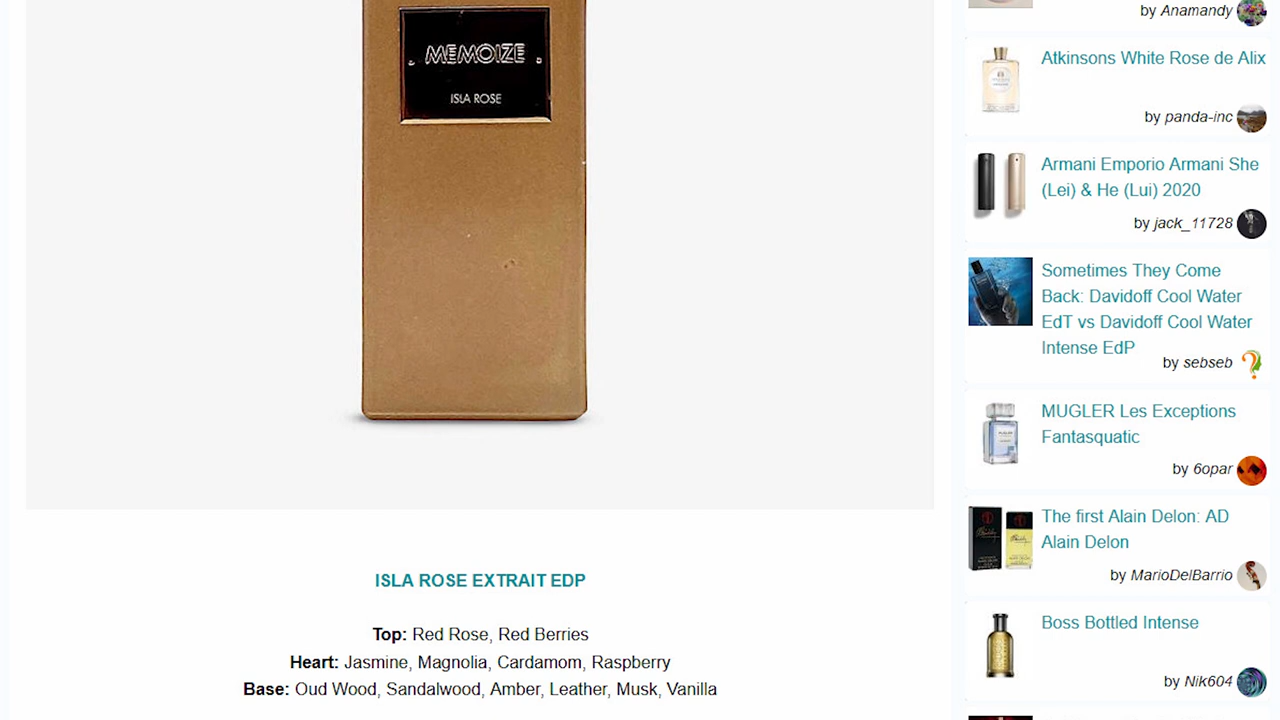 MEMOIZE
ISLA ROSE
ISLA ROSE EXTRAIT EDP
Top: Red Rose, Red Berries
Heart: Jasmine, Magnolia, Cardamom, Raspberry
Base: Oud Wood, Sandalwood, Amber, Leather, Musk, Vanilla
by Anamandy
Atkinsons White Rose de Alix
by panda-inc
Armani Emporio Armani She
(Lei) & He (Lui) 2020
by jack_11728
Sometimes They Come
Back: Davidoff Cool Water
EdT vs Davidoff Cool Water
Intense EdP
by sebseb
MUGLER Les Exceptions
Fantasquatic
by 6opar
The first Alain Delon: AD
Alain Delon
by MarioDelBarrio
Boss Bottled Intense
by Nik604